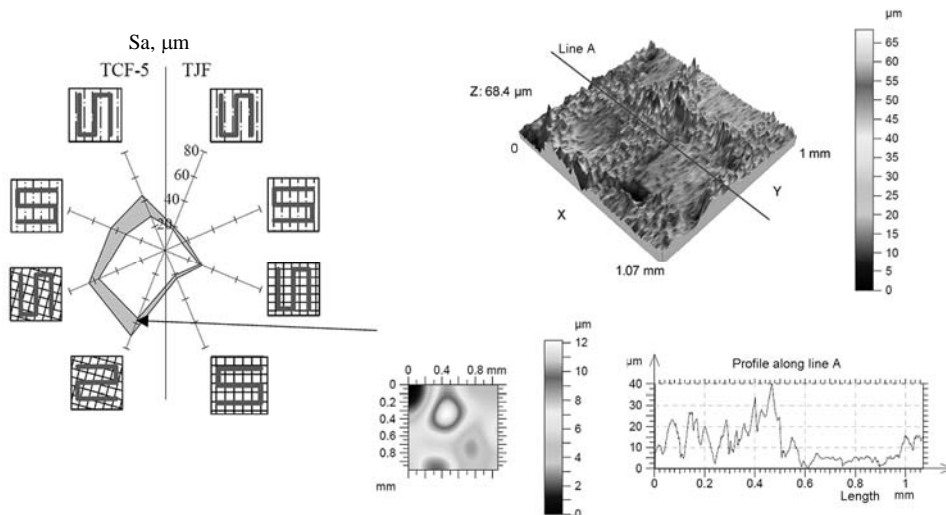 Sa, μm
TCF-5 TJF
80
60
40
20
Line A
Z: 68.4 μm
0
X
Y
1 mm
1.07 mm
μm
65
60
55
50
45
40
35
30
25
20
15
10
5
0
0 0.4 0.8 mm
0
0.2
0.4
0.6
0.8
mm
μm
12
10
8
6
4
2
0
Profile along line A
μm
40
30
20
10
0
0 0.2 0.4 0.6 0.8 1
Length mm